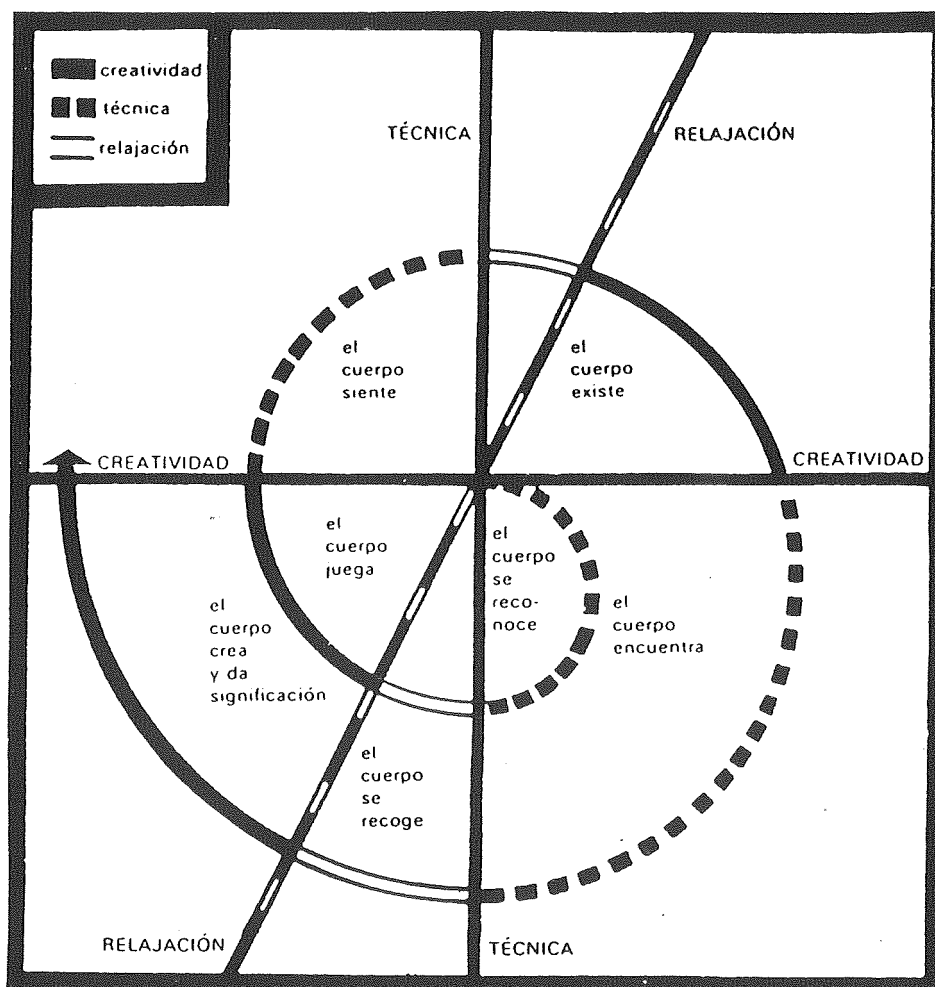 creatividad
técnica
relajación
TÉCNICA
RELAJACIÓN
el
cuerpo
siente
el
cuerpo
existe
CREATIVIDAD
CREATIVIDAD
el
cuerpo
juega
el
cuerpo
se
reco-
noce
el
cuerpo
encuentra
el
cuerpo
crea
y da
significación
el
cuerpo
se
recoge
RELAJACIÓN
TÉCNICA